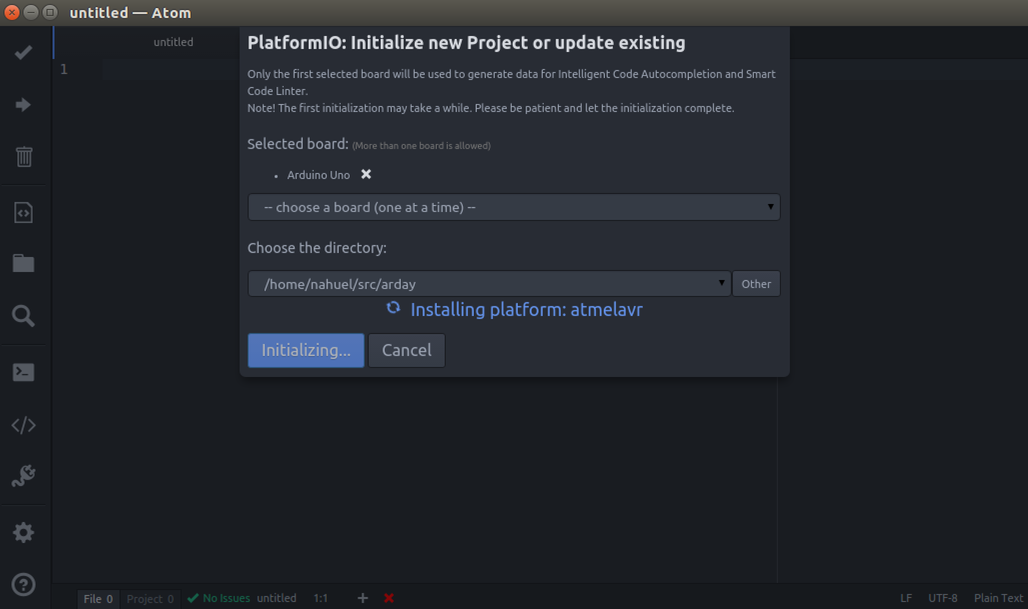 untitled — Atom
untitled
1
PlatformIO: Initialize new Project or update existing
Only the first selected board will be used to generate data for Intelligent Code Autocompletion and Smart
Code Linter.
Note! The first initialization may take a while. Please be patient and let the initialization complete.
Selected board: (More than one board is allowed)
• Arduino Uno ✖
-- choose a board (one at a time) --
Choose the directory:
/home/nahuel/src/arday Other
Installing platform: atmelavr
Initializing... Cancel
File 0 Project 0 No Issues untitled 1:1 + × LF UTF-8 Plain Text